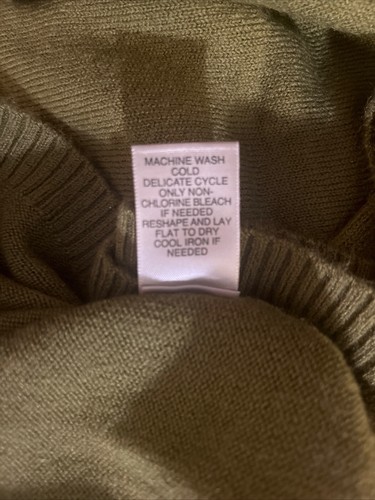 MACHINE WASH
COLD
DELICATE CYCLE
ONLY NON-
CHLORINE BLEACH
IF NEEDED
RESHAPE AND LAY
FLAT TO DRY
COOL IRON IF
NEEDED